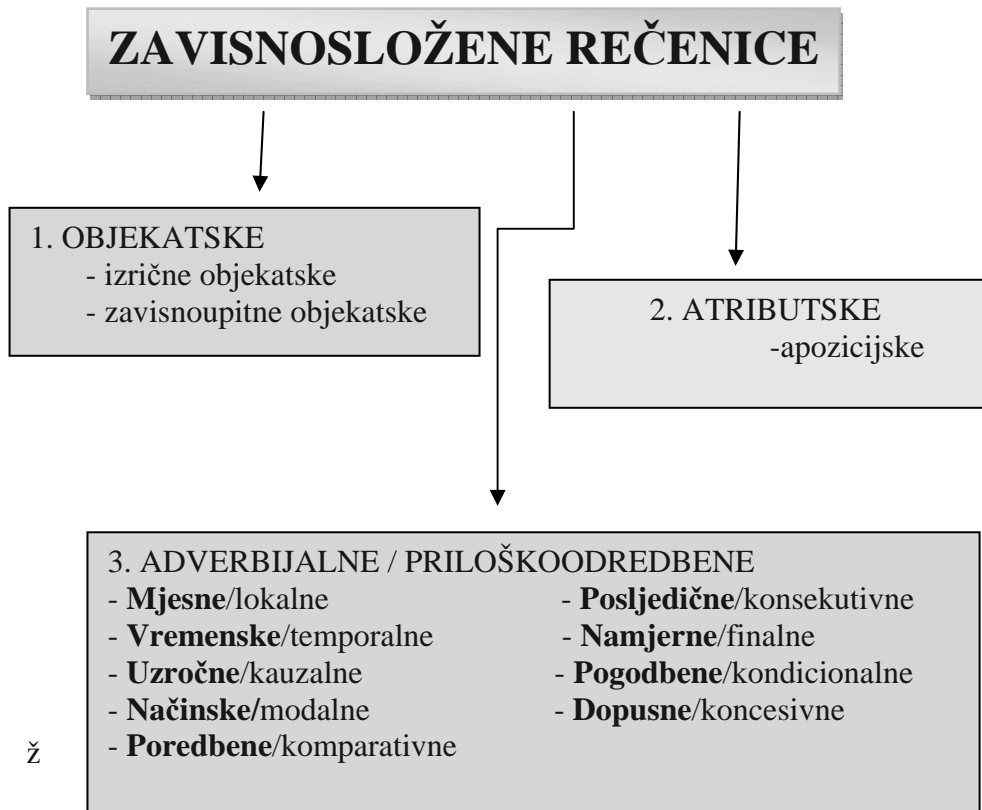 ZAVISNOSLOŽENE REČENICE
1. OBJEKATSKE
- izrične objekatske
- zavisnoupitne objekatske
2. ATRIBUTSKE
-apozicijske
3. ADVERBIJALNE / PRILOŠKOODREDBENE
- Mjesne/lokalne
- Vremenske/temporalne
- Uzročne/kauzalne
- Načinske/modalne
- Poredbene/komparativne
- Posljedične/konsekutivne
- Namjerne/finalne
- Pogodbene/kondicionalne
- Dopusne/koncesivne
ž